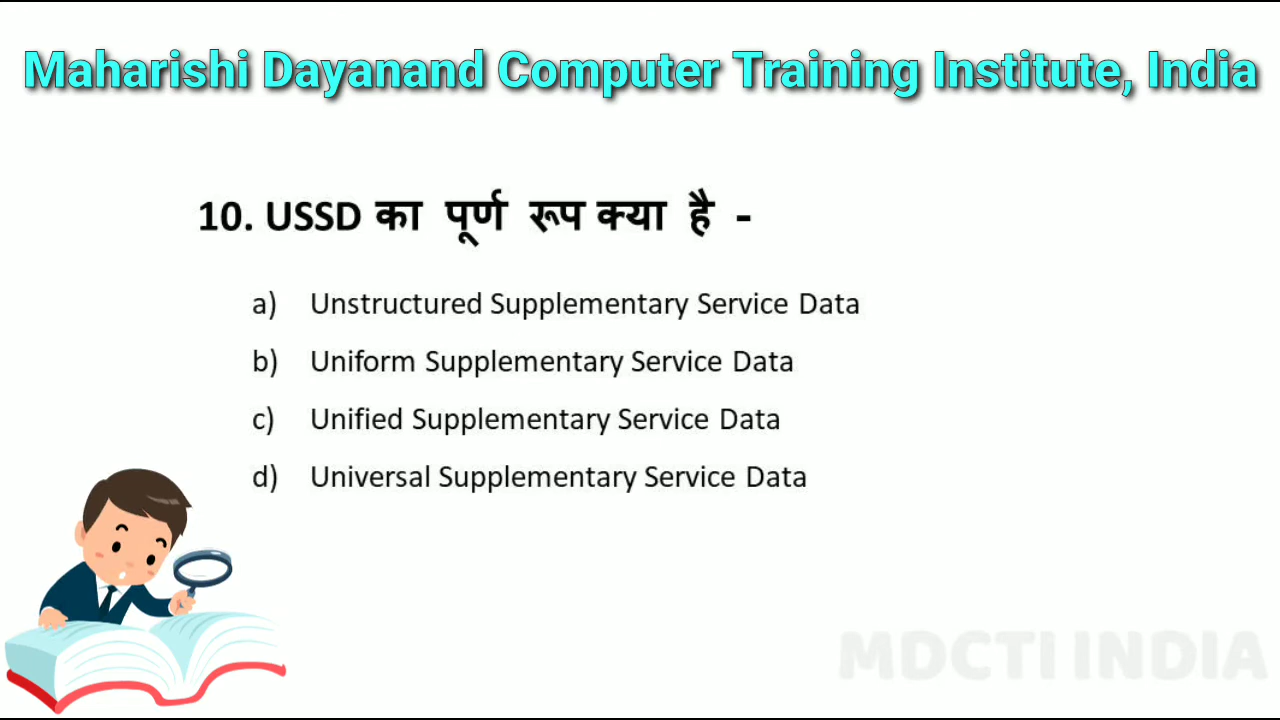 Maharishi Dayanand Computer Training Institute, India
10. USSD का पूर्ण रूप क्या है -
a) Unstructured Supplementary Service Data
b) Uniform Supplementary Service Data
c) Unified Supplementary Service Data
d) Universal Supplementary Service Data
MDCTI INDIA